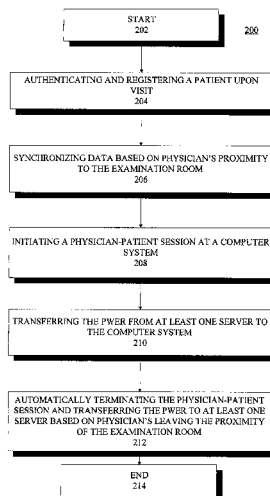 START
202
200
AUTHENTICATING AND REGISTERING A PATIENT UPON
VISIT
204
SYNCHRONIZING DATA BASED ON PHYSICIAN'S PROXIMITY
TO THE EXAMINATION ROOM
206
INITIATING A PHYSICIAN-PATIENT SESSION AT A COMPUTER
SYSTEM
208
TRANSFERRING THE PWER FROM AT LEAST ONE SERVER TO
THE COMPUTER SYSTEM
210
AUTOMATICALLY TERMINATING THE PHYSICIAN-PATIENT
SESSION AND TRANSFERRING THE PWER TO AT LEAST ONE
SERVER BASED ON PHYSICIAN'S LEAVING THE PROXIMITY
OF THE EXAMINATION ROOM
212
END
214